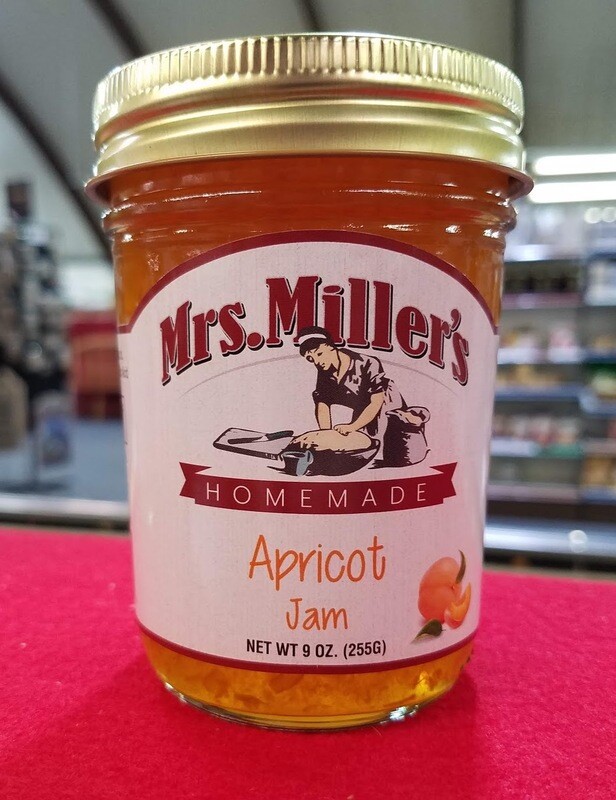 Mrs. Miller's
HOMEMADE
Apricot
Jam
NET WT 9 OZ. (255G)